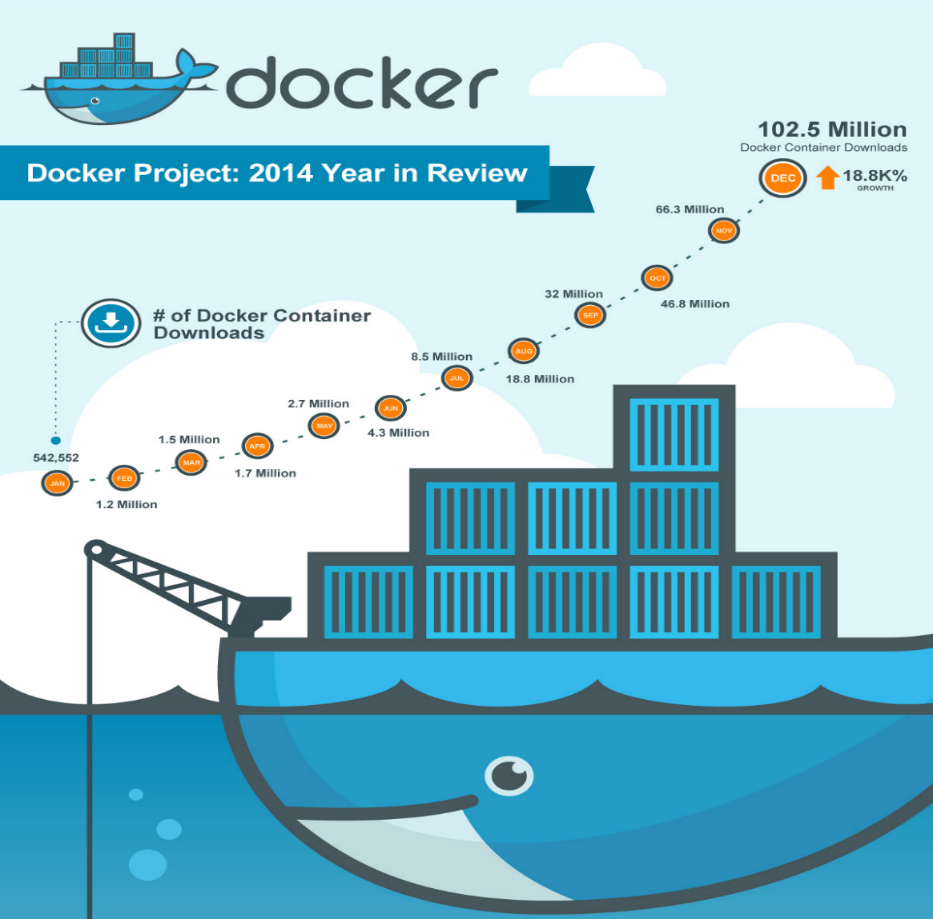 docker
Docker Project: 2014 Year in Review
102.5 Million
Docker Container Downloads
DEC
18.8K%
GROWTH
66.3 Million
NOV
OCT
46.8 Million
32 Million
SEP
# of Docker Container
Downloads
8.5 Million
AUG
18.8 Million
JUL
2.7 Million
JUN
4.3 Million
MAY
1.5 Million
APR
1.7 Million
MAR
542,552
JAN
FEB
1.2 Million